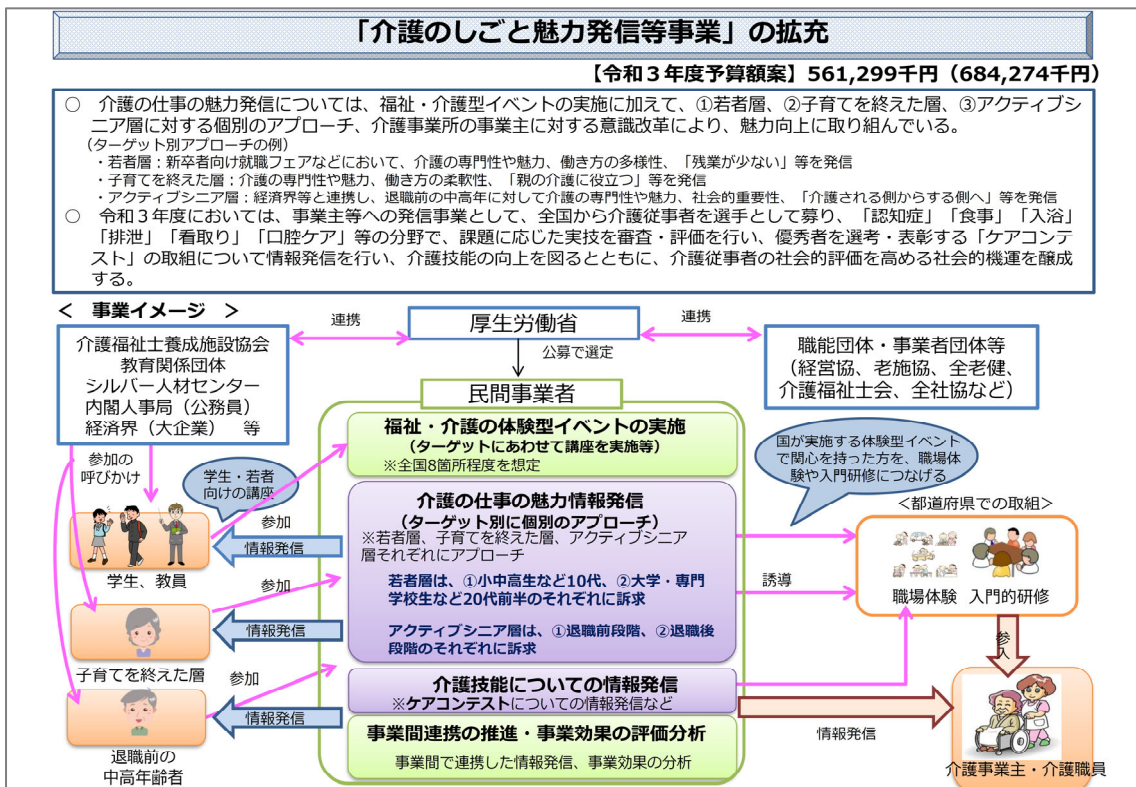 「介護のしごと魅力発信等事業」の拡充
【令和３年度予算額案】561,299千円（684,274千円）
○　介護の仕事の魅力発信については、福祉・介護型イベントの実施に加えて、①若者層、②子育てを終えた層、③アクティブシ
ニア層に対する個別のアプローチ、介護事業所の事業主に対する意識改革により、魅力向上に取り組んでいる。
（ターゲット別アプローチの例）
・若者層：新卒者向け就職フェアなどにおいて、介護の専門性や魅力、働き方の多様性、「残業が少ない」等を発信
・子育てを終えた層：介護の専門性や魅力、働き方の柔軟性、「親の介護に役立つ」等を発信
・アクティブシニア層：経済界等と連携し、退職前の中高年に対して介護の専門性や魅力、社会的重要性、「介護される側からする側へ」等を発信
○　令和３年度においては、事業主等への発信事業として、全国から介護従事者を選手として募り、「認知症」「食事」「入浴」
「排泄」「看取り」「口腔ケア」等の分野で、課題に応じた実技を審査・評価を行い、優秀者を選考・表彰する「ケアコンテ
スト」の取組について情報発信を行い、介護技能の向上を図るとともに、介護従事者の社会的評価を高める社会的機運を醸成
する。
＜　事業イメージ　＞
連携
厚生労働省
連携
介護福祉士養成施設協会
教育関係団体
シルバー人材センター
内閣人事局（公務員）
経済界（大企業）　等
公募で選定
職能団体・事業者団体等
（経営協、老施協、全老健、
介護福祉士会、全社協など）
民間事業者
福祉・介護の体験型イベントの実施
（ターゲットにあわせて講座を実施等）
※全国8箇所程度を想定
国が実施する体験型イベント
で関心を持った方を、職場体
験や入門研修につなげる
参加の
呼びかけ
学生・若者
向けの講座
参加
情報発信
学生、教員
介護の仕事の魅力情報発信
（ターゲット別に個別のアプローチ）
※若者層、子育てを終えた層、アクティブシニア
層それぞれにアプローチ
若者層は、①小中高生など10代、②大学・専門
学校生など20代前半のそれぞれに訴求
アクティブシニア層は、①退職前段階、②退職後
段階のそれぞれに訴求
＜都道府県での取組＞
誘導
職場体験　入門的研修
参加
情報発信
子育てを終えた層
参入
参加
情報発信
退職前の
中高年齢者
介護技能についての情報発信
※ケアコンテストについての情報発信など
事業間連携の推進・事業効果の評価分析
事業間で連携した情報発信、事業効果の分析
情報発信
介護事業主・介護職員